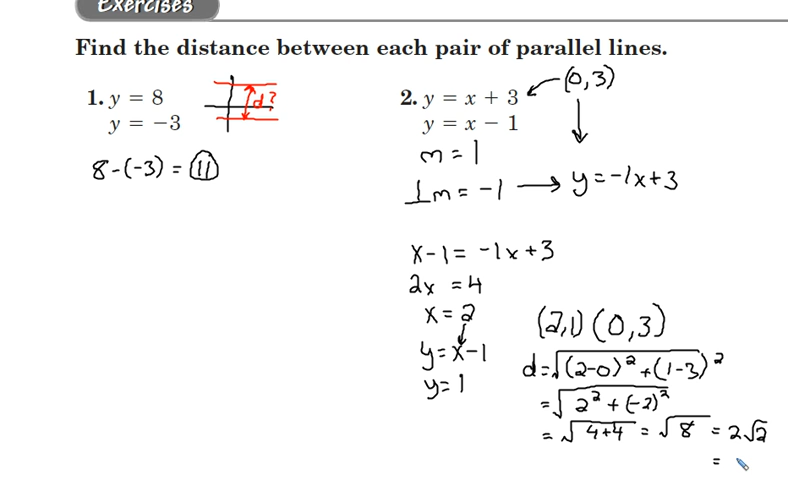 Exercises
Find the distance between each pair of parallel lines.
1. y = 8
y = −3
d?
8-(-3) = 11
2. y = x + 3
y = x − 1
(0,3)
m = 1
⊥m = -1 → y = -1x+3
x-1 = -1x+3
2x = 4
x = 2
y = x-1
y = 1
(2,1) (0,3)
d = √(2-0)² + (1-3)²
= √2² + (-2)²
= √4+4 = √8 = 2√2
=